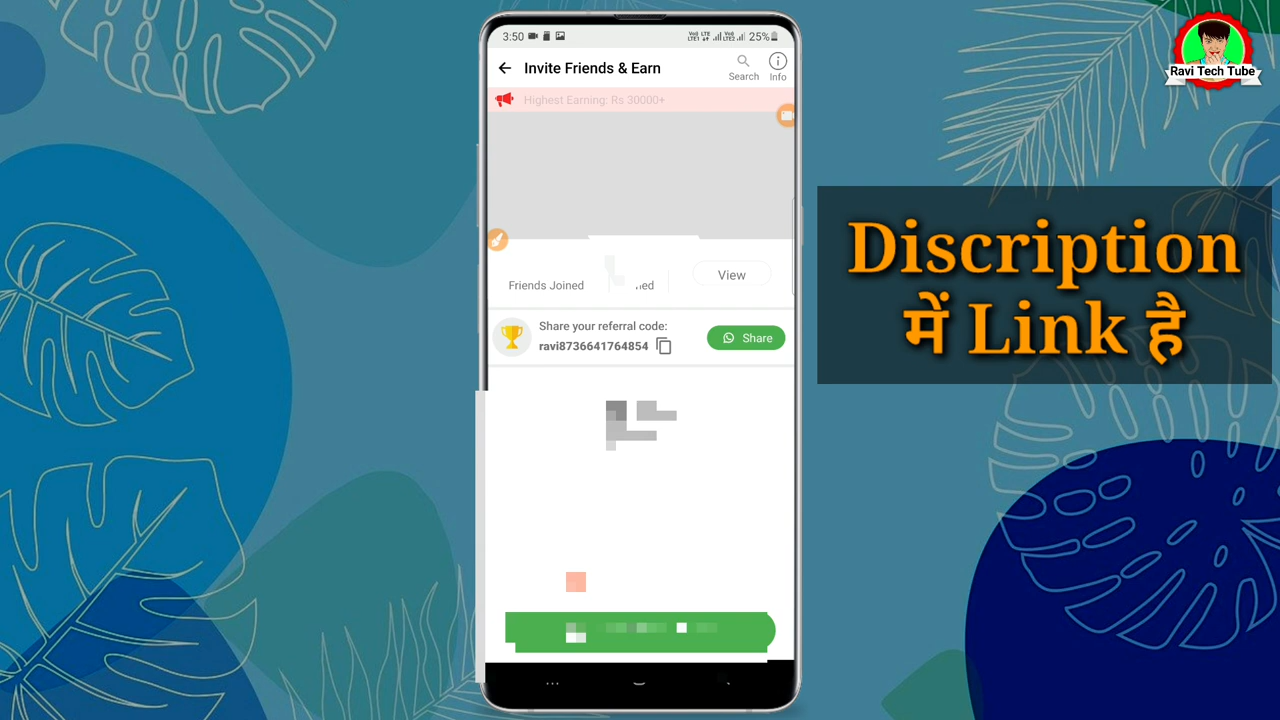 3:50
25%
Invite Friends & Earn
Search
Info
Highest Earning: Rs 30000+
Friends Joined
View
Share your referral code:
ravi8736641764854
Share
Ravi Tech Tube
Discription
में Link है